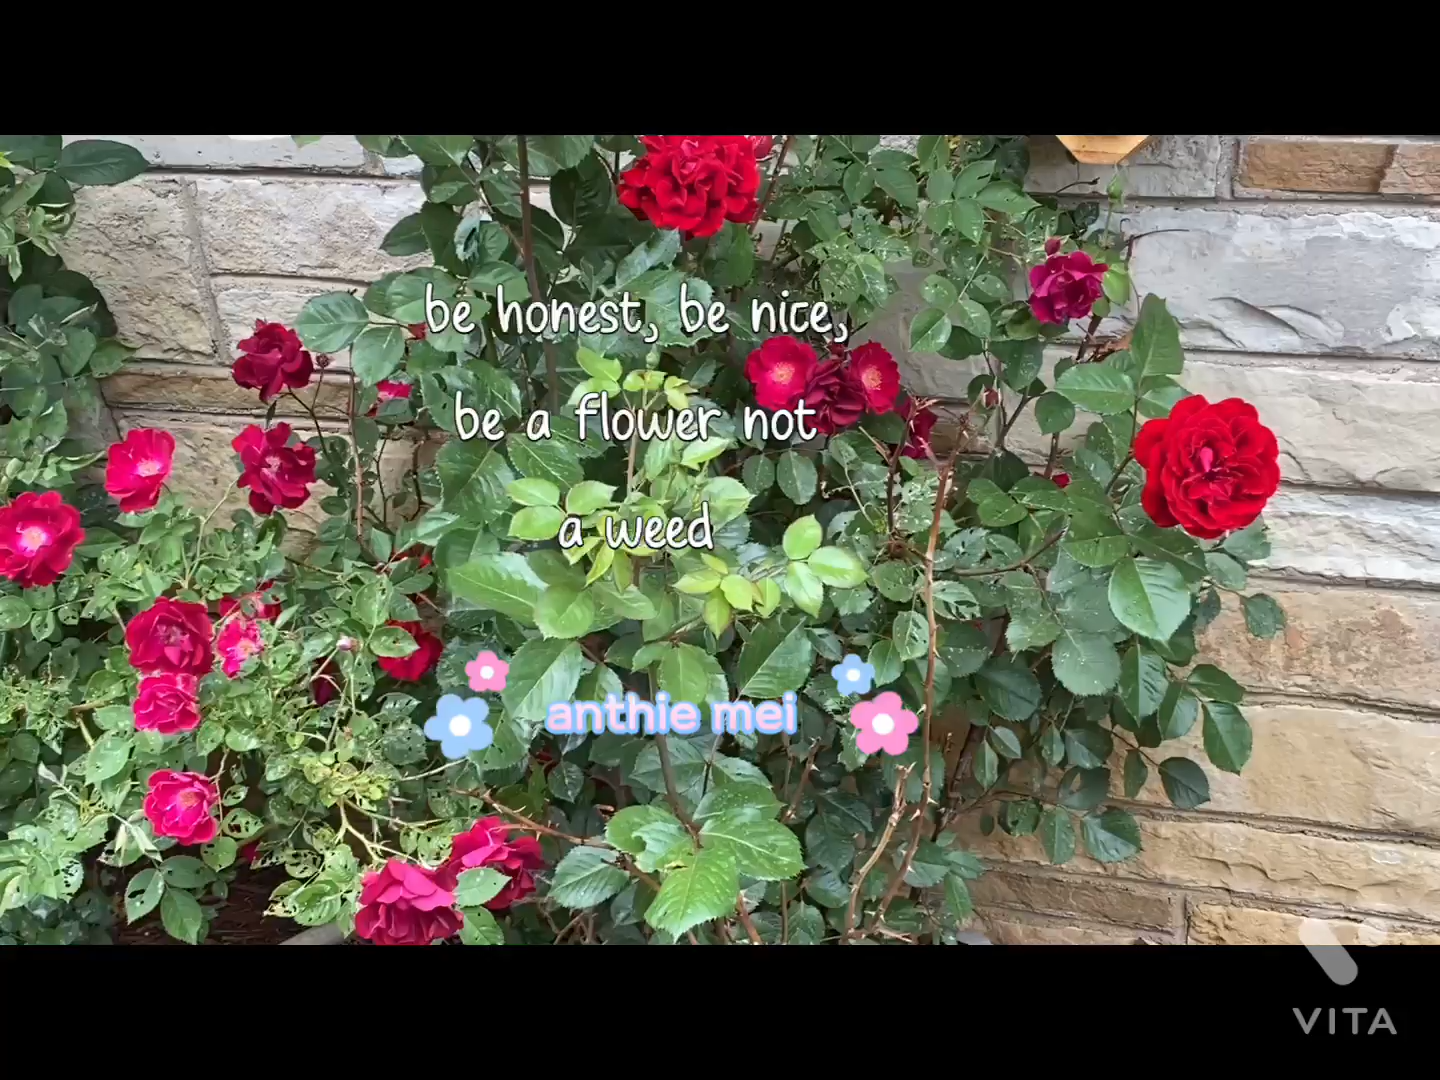 be honest, be nice,
be a flower not
a weed
anthie mei
VITA